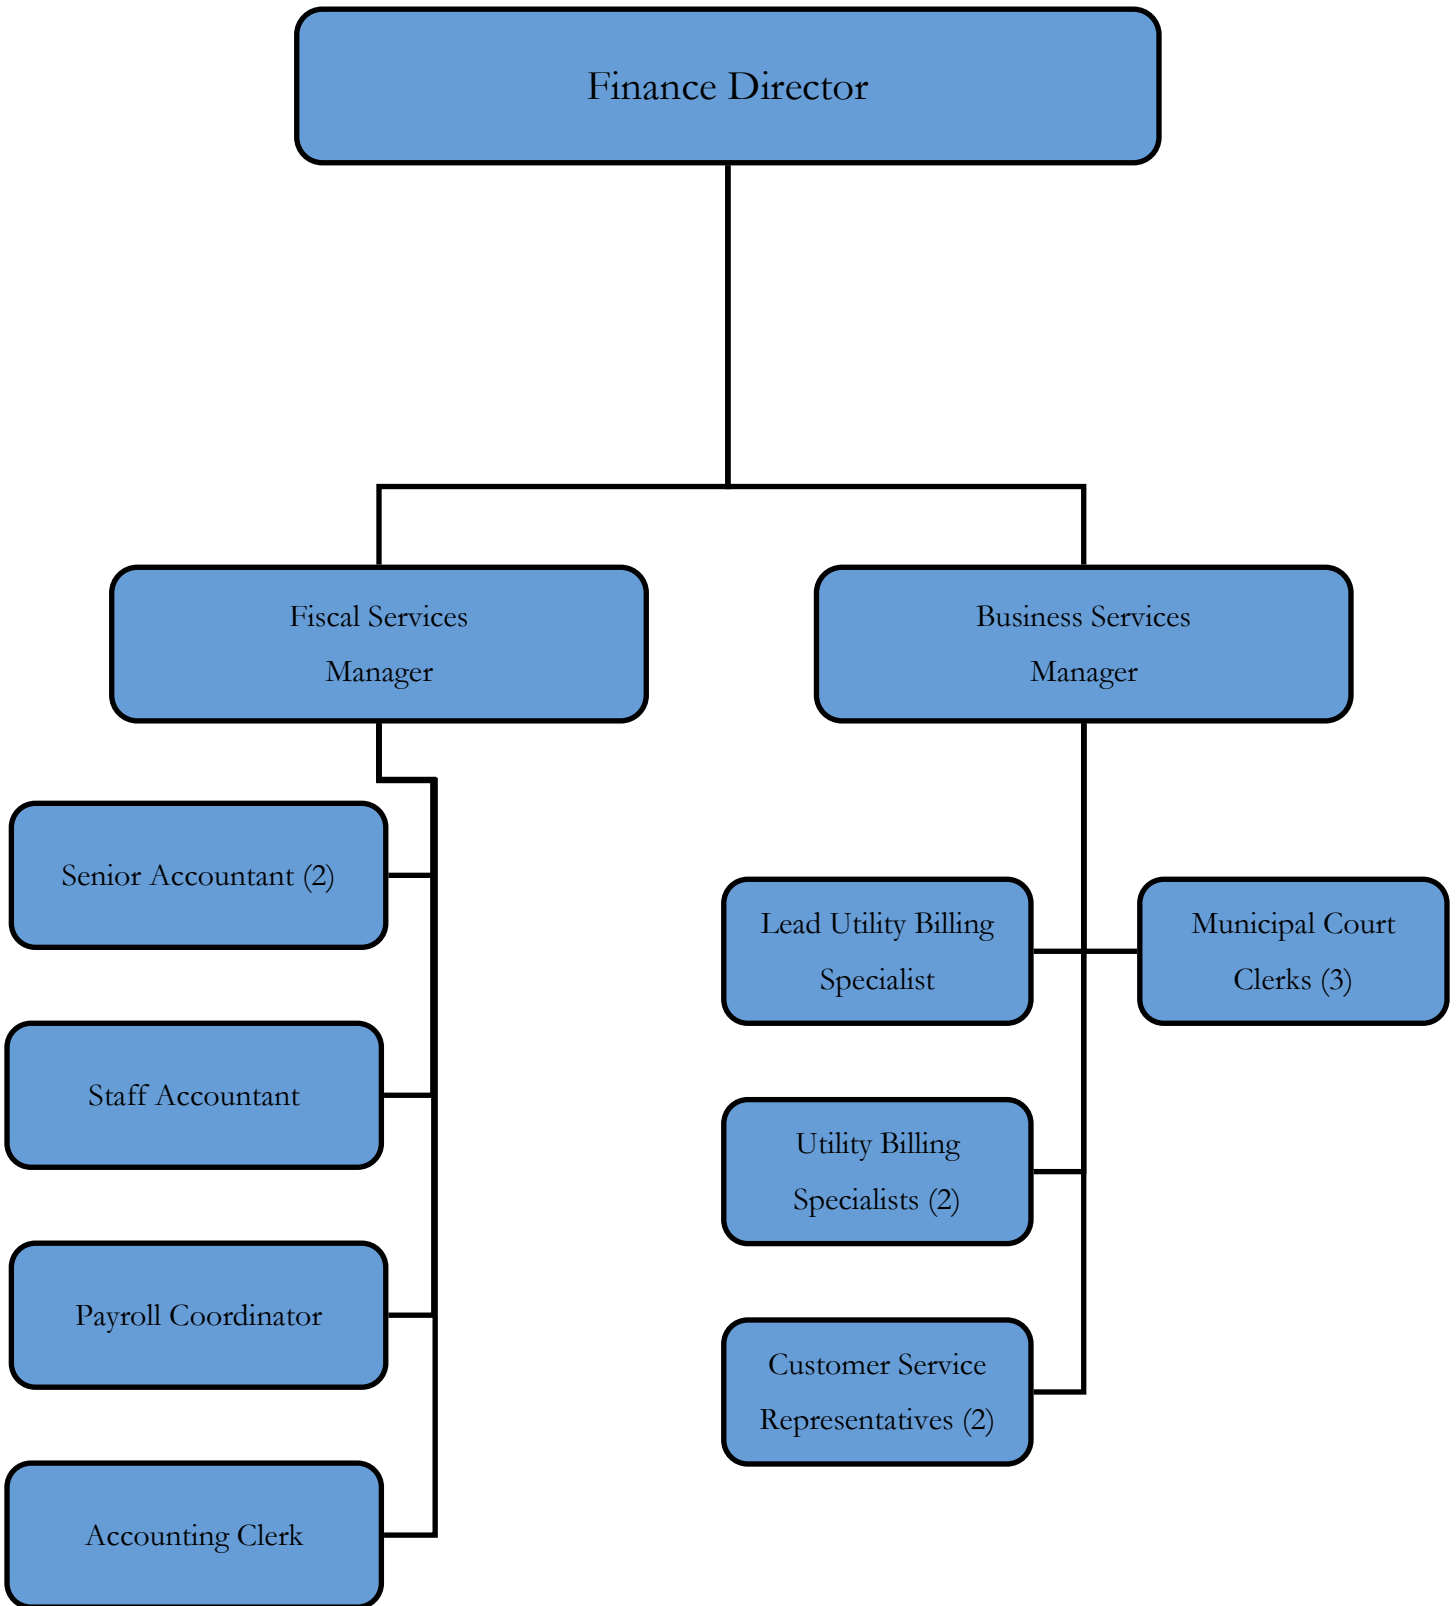 Finance Director
Fiscal Services
Manager
Business Services
Manager
Senior Accountant (2)
Staff Accountant
Payroll Coordinator
Accounting Clerk
Lead Utility Billing
Specialist
Municipal Court
Clerks (3)
Utility Billing
Specialists (2)
Customer Service
Representatives (2)